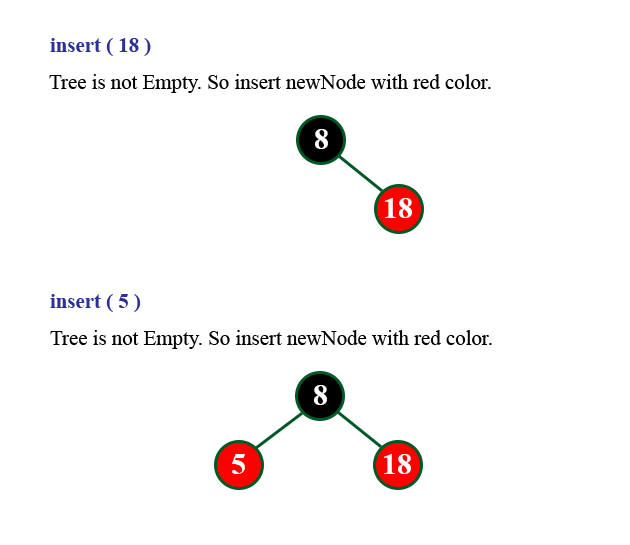 insert ( 18 )
Tree is not Empty. So insert newNode with red color.
8
18
insert ( 5 )
Tree is not Empty. So insert newNode with red color.
8
5 18